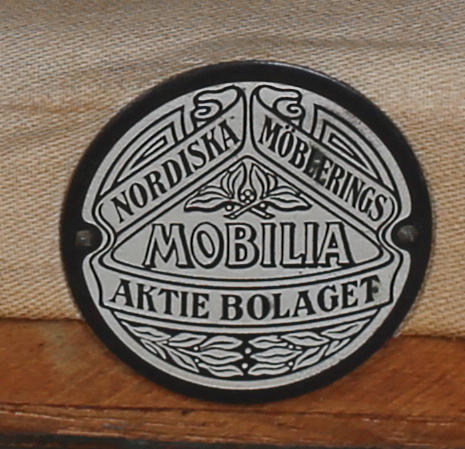 NORDISKA
MÖBLERINGS
MOBILIA
AKTIE BOLAGET